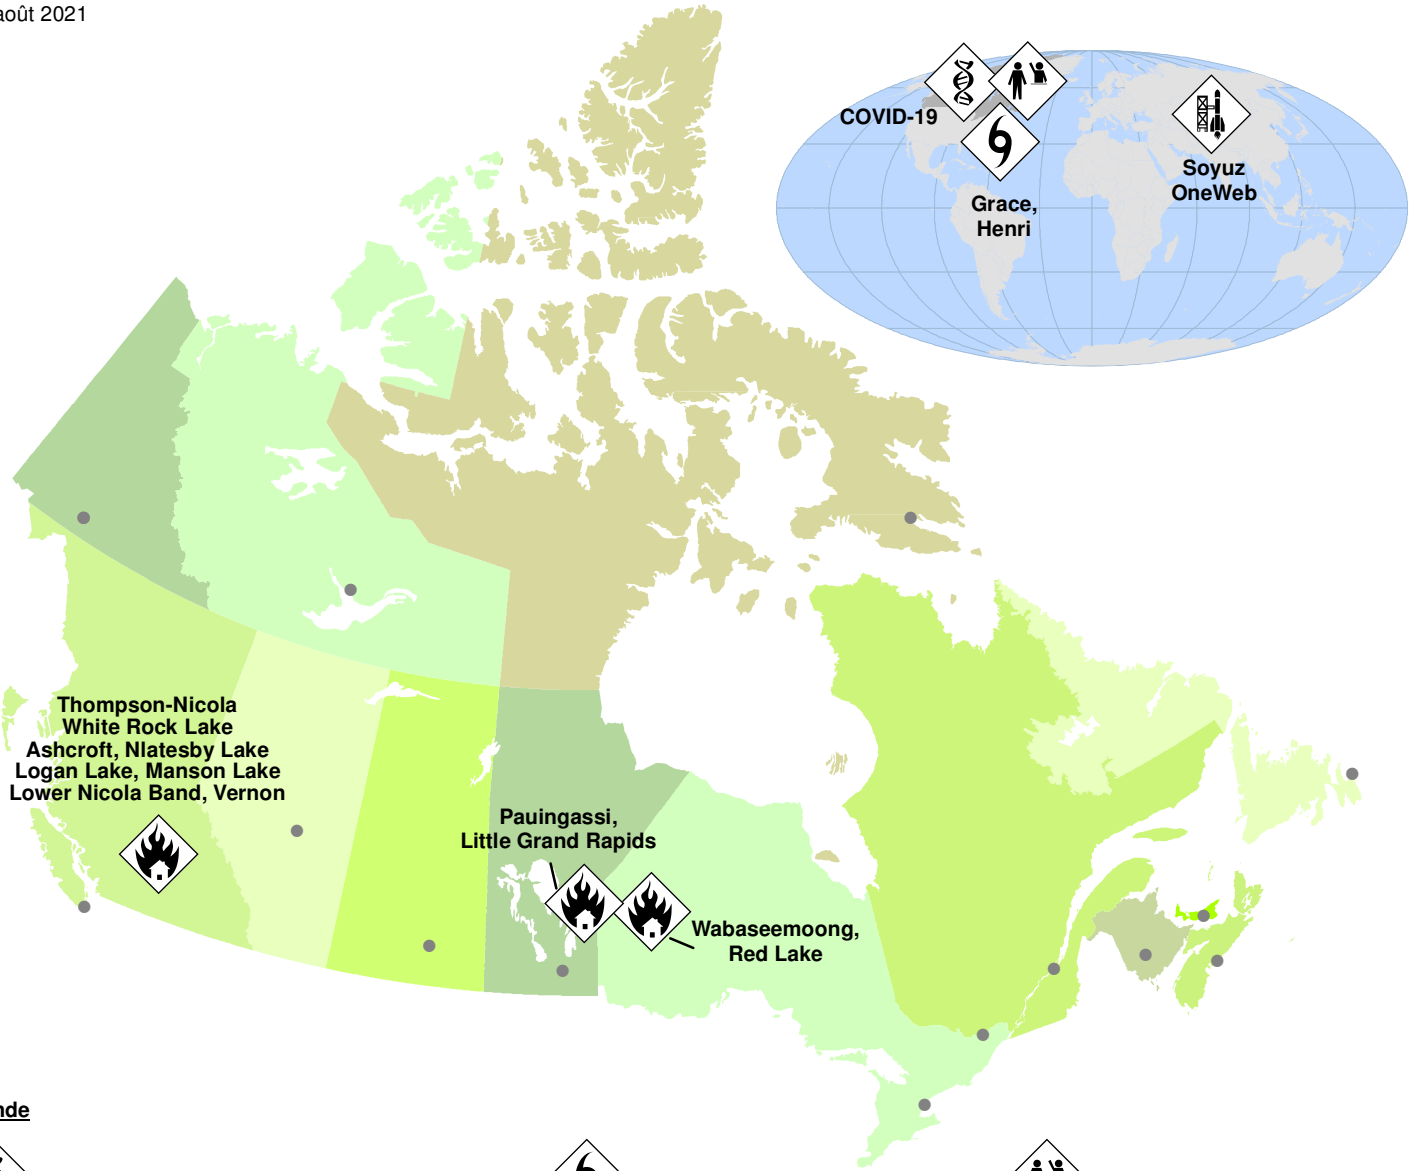 août 2021
COVID-19
Soyuz
OneWeb
Grace,
Henri
Thompson-Nicola
White Rock Lake
Ashcroft, Nlatesby Lake
Logan Lake, Manson Lake
Lower Nicola Band, Vernon
Pauingassi,
Little Grand Rapids
Wabaseemoong,
Red Lake
nde